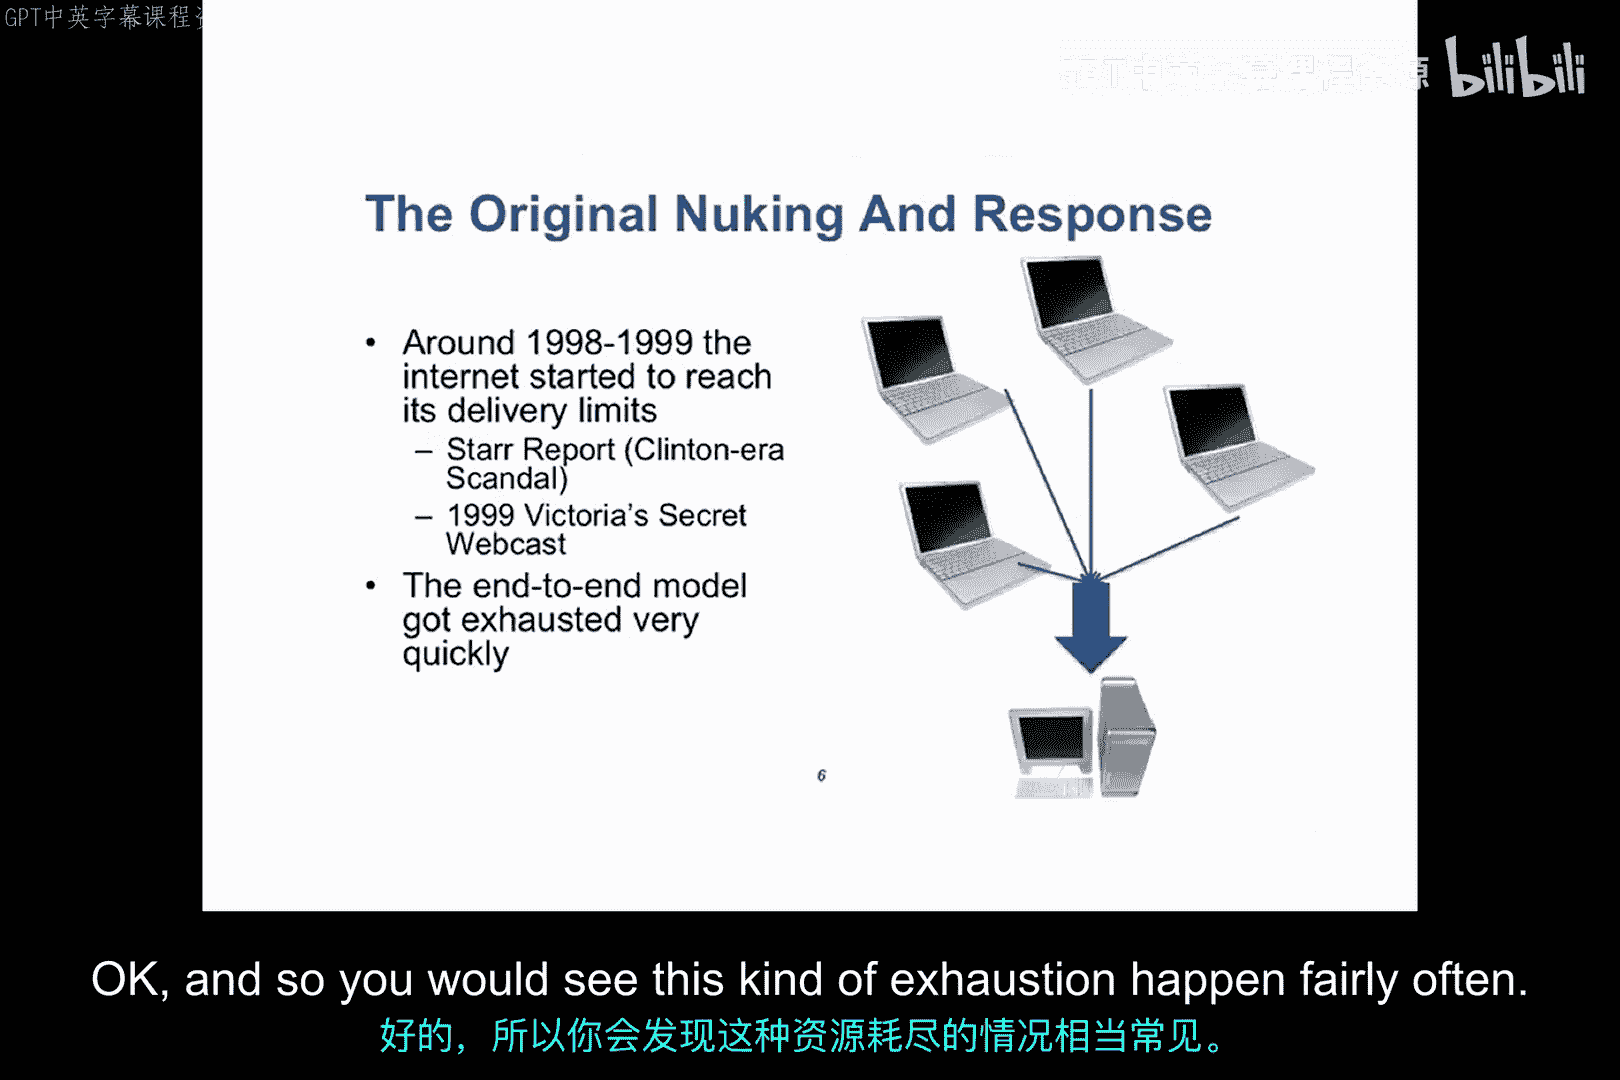 GPT中英字幕课程资
bilibili
The Original Nuking And Response
• Around 1998-1999 the
internet started to reach
its delivery limits
– Starr Report (Clinton-era
Scandal)
– 1999 Victoria's Secret
Webcast
• The end-to-end model
got exhausted very
quickly
6
OK, and so you would see this kind of exhaustion happen fairly often.
好的，所以你会发现这种资源耗尽的情况相当常见。